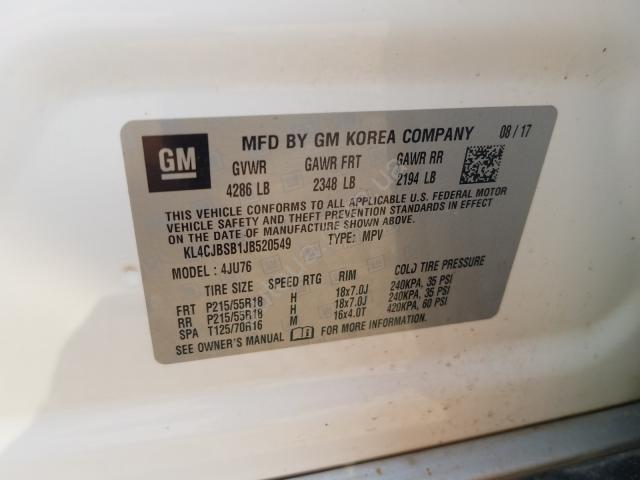 GM
MFD BY GM KOREA COMPANY 08/17
GVWR GAWR FRT GAWR RR
4286 LB 2348 LB 2194 LB
THIS VEHICLE CONFORMS TO ALL APPLICABLE U.S. FEDERAL MOTOR
VEHICLE SAFETY AND THEFT PREVENTION STANDARDS IN EFFECT
ON THE DATE OF MANUFACTURE SHOWN ABOVE.
KL4CJBSB1JB520549 TYPE: MPV
MODEL: 4JU76
TIRE SIZE SPEED RTG RIM COLD TIRE PRESSURE
FRT P215/55R18 H 18x7.0J 240KPA, 35 PSI
RR P215/55R18 H 18x7.0J 240KPA, 35 PSI
SPA T125/70R16 M 16x4.0T 420KPA, 60 PSI
SEE OWNER'S MANUAL FOR MORE INFORMATION.